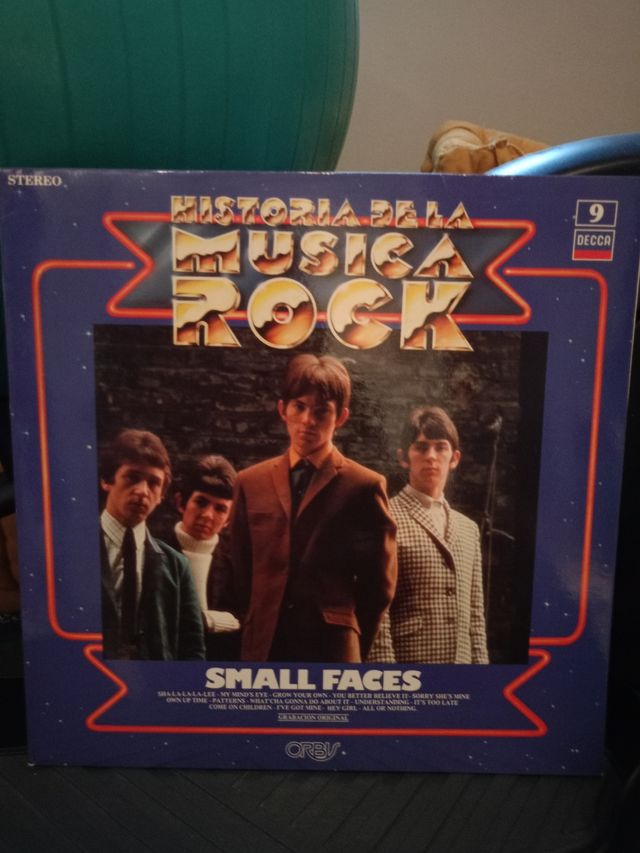 STEREO
HISTORIA DE LA
MUSICA
ROCK
9
DECCA
SMALL FACES
SHA-LA-LA-LA-LEE - MY MIND'S EYE - GROW YOUR OWN - YOU BETTER BELIEVE IT - SORRY SHE'S MINE
OWN UP TIME - PATTERNS - WHAT'CHA GONNA DO ABOUT IT - UNDERSTANDING - IT'S TOO LATE
COME ON CHILDREN - I'VE GOT MINE - HEY GIRL - ALL OR NOTHING.
GRABACION ORIGINAL
ORBIS